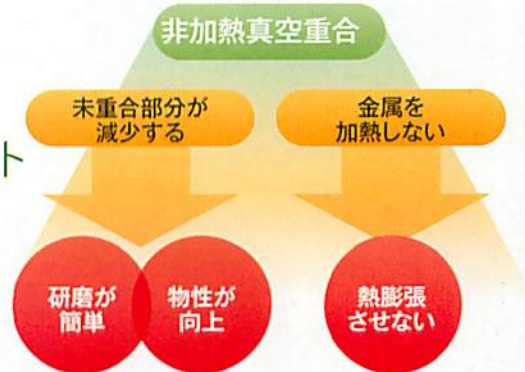 非加熱真空重合
未重合部分が
減少する
金属を
加熱しない
ト
研磨が
簡単
物性が
向上
熱膨張
させない